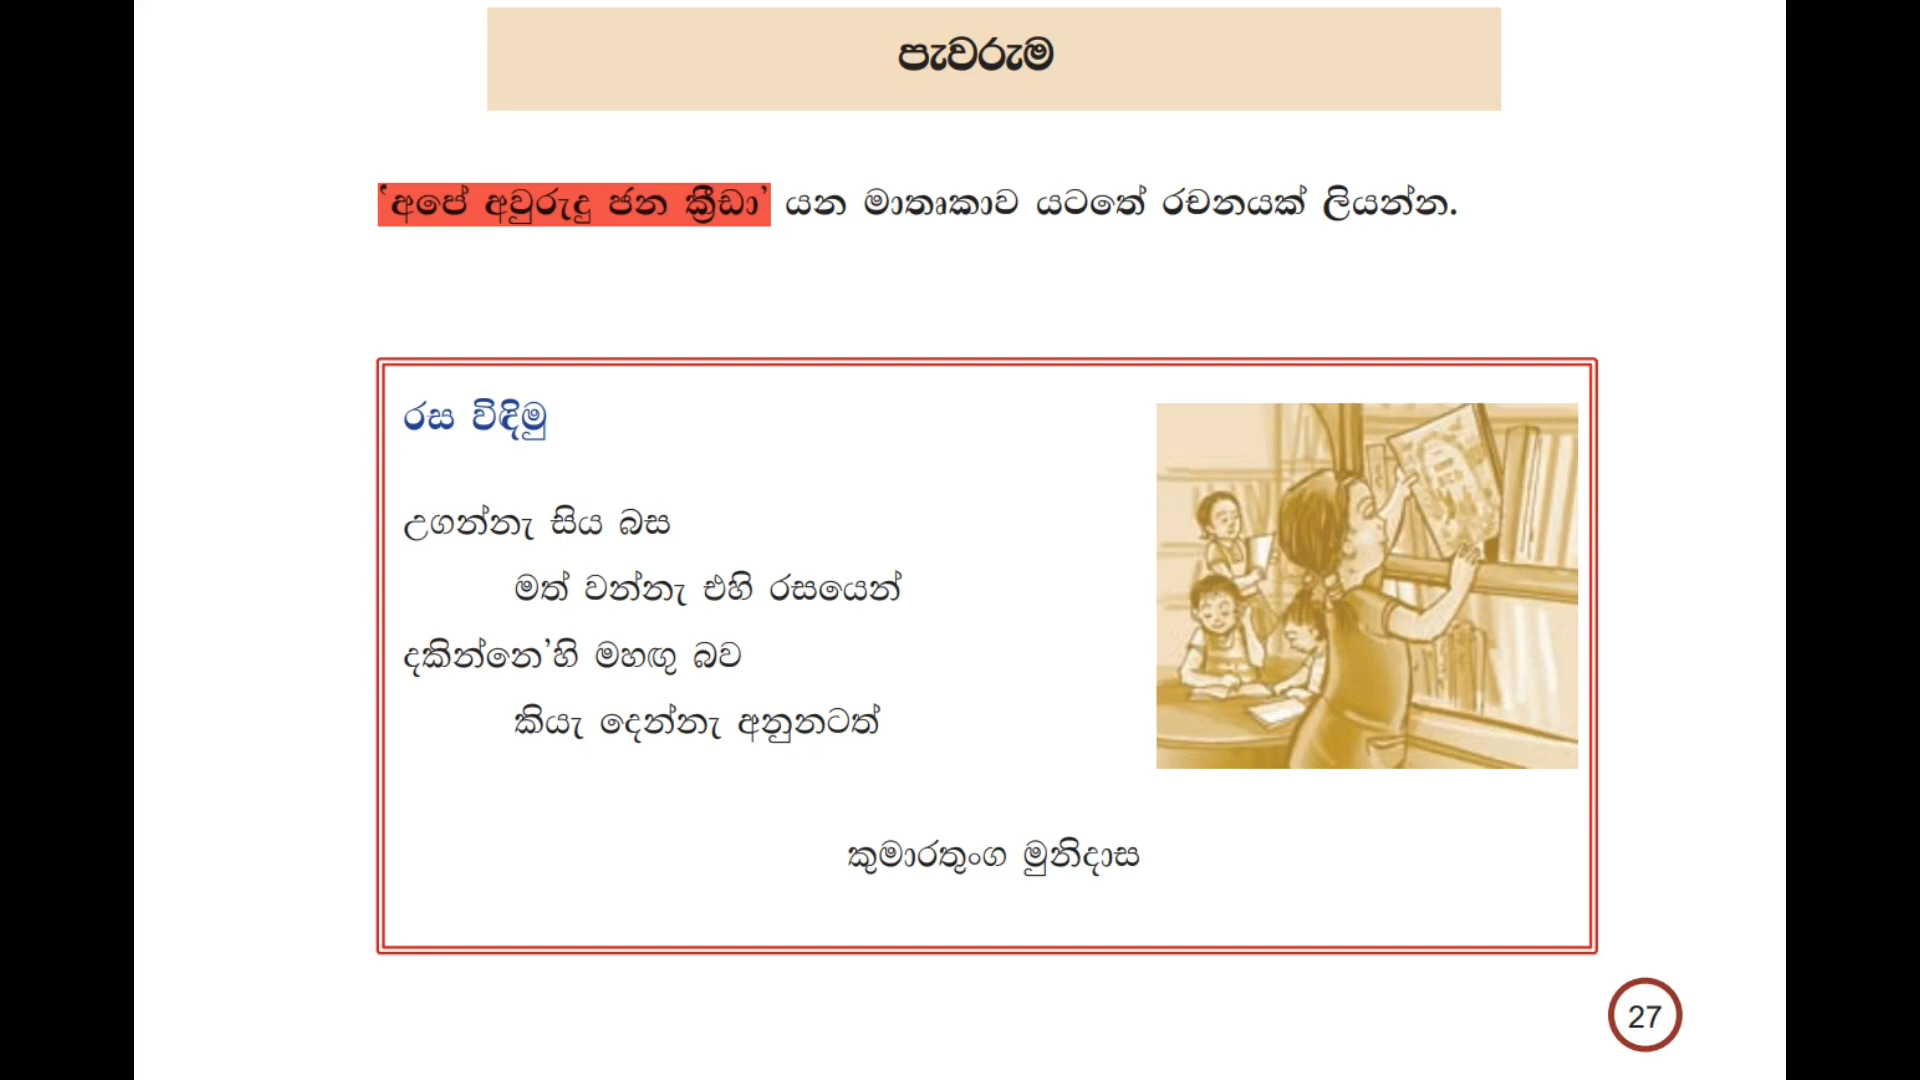 පැවරුම
‘අපේ අවුරුදු ජන ක්‍රීඩා’ යන මාතෘකාව යටතේ රචනයක් ලියන්න.
රස විඳිමු
උගන්නැ සිය බස
මත් වන්නැ එහි රසයෙන්
දකින්නෙ’හි මහඟු බව
කියැ දෙන්නැ අනුනටත්
කුමාරතුංග මුනිදාස
27